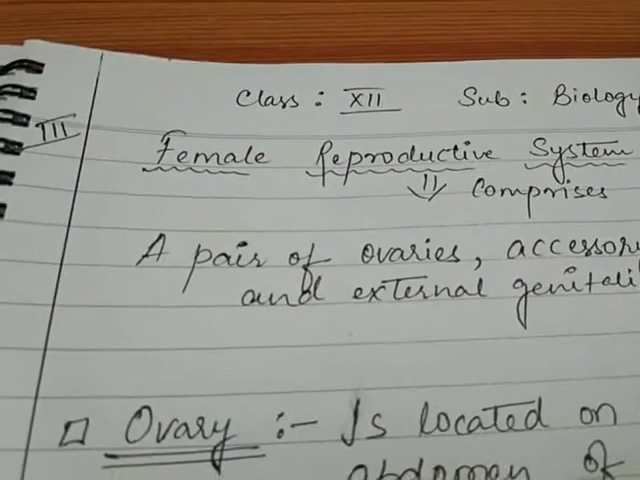 Class : XII Sub : Biology
III
Female Reproductive System
Comprises
A pair of ovaries, accessory
and external genitali
□ Ovary :- Is located on
abdomen of